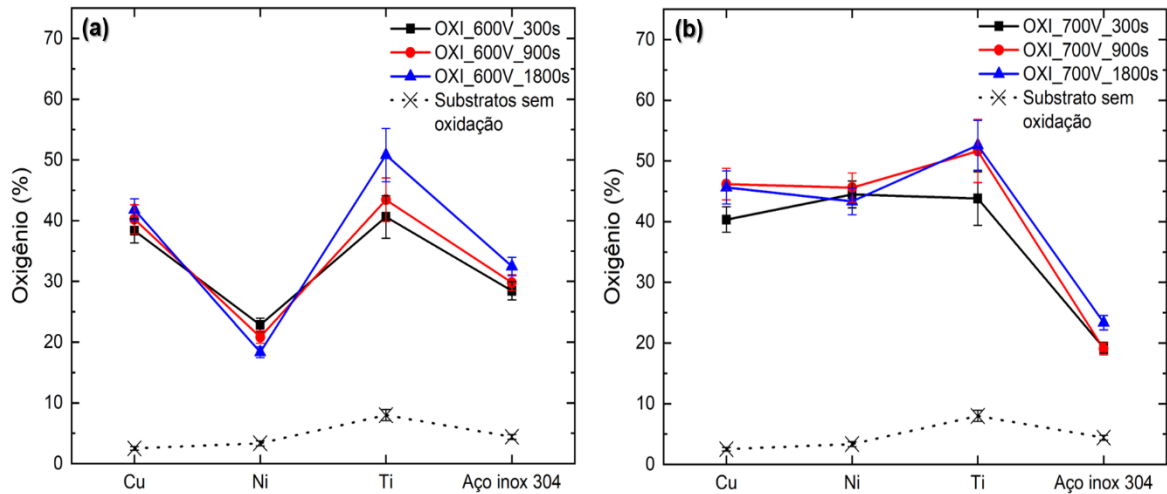 (a)
OXI_600V_300s
OXI_600V_900s
OXI_600V_1800s
Substratos sem
oxidação
Oxigênio (%)
70
60
50
40
30
20
10
0
Cu
Ni
Ti
Aço inox 304
(b)
OXI_700V_300s
OXI_700V_900s
OXI_700V_1800s
Substrato sem
oxidação
Oxigênio (%)
70
60
50
40
30
20
10
0
Cu
Ni
Ti
Aço inox 304